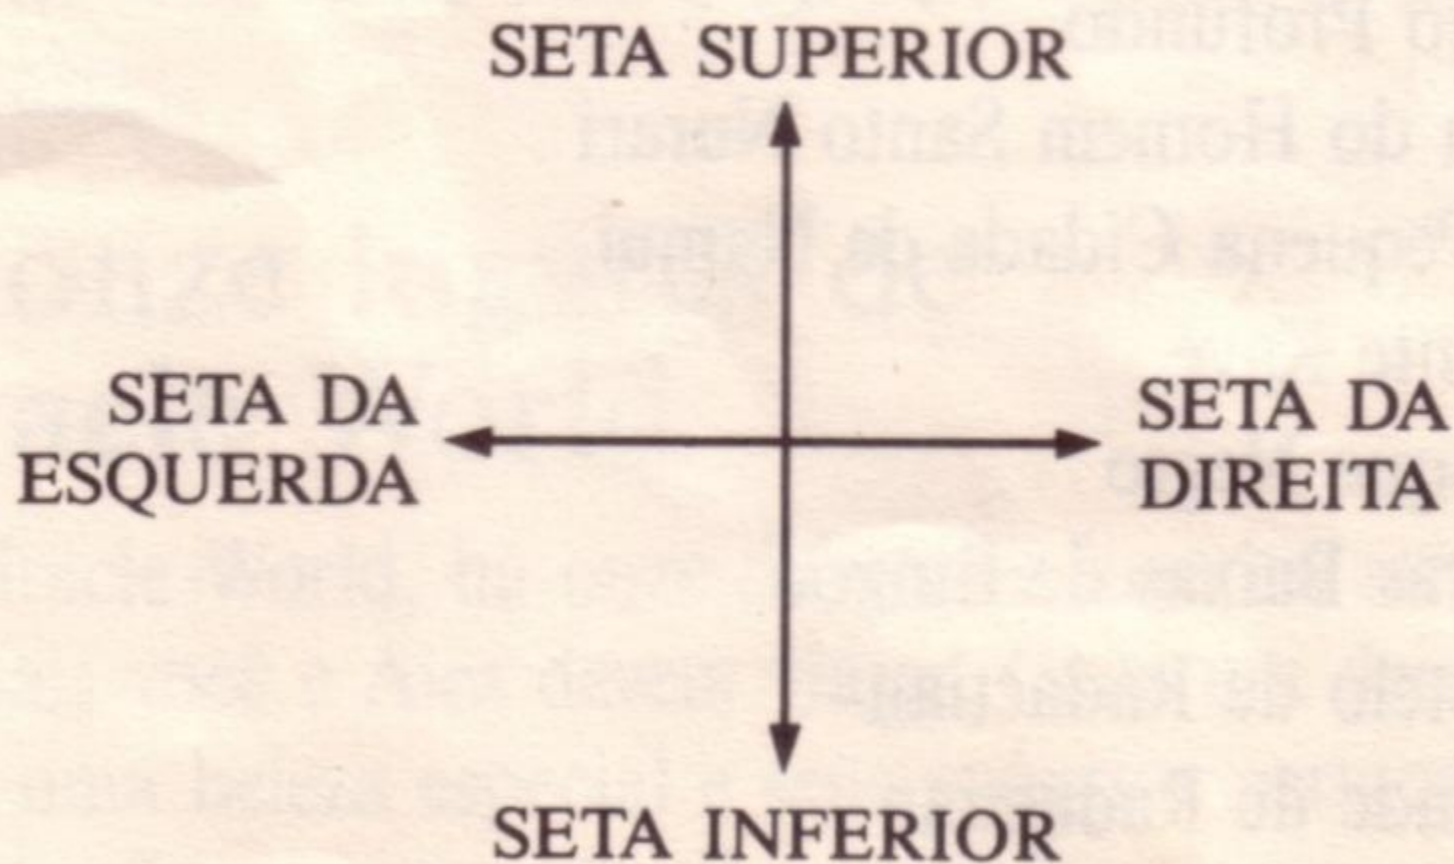 SETA SUPERIOR
SETA DA
ESQUERDA
SETA DA
DIREITA
SETA INFERIOR